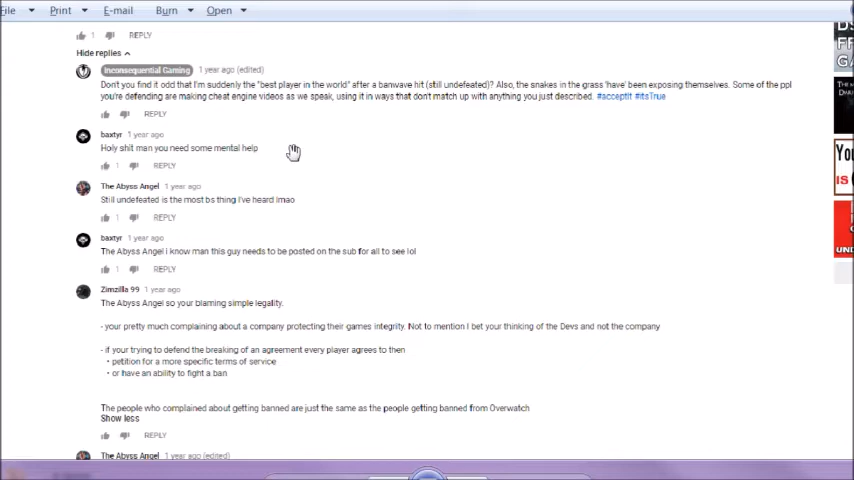 File Print E-mail Burn Open
1 REPLY
Hide replies
Inconsequential Gaming 1 year ago (edited)
Don't you find it odd that I'm suddenly the "best player in the world" after a banwave hit (still undefeated)? Also, the snakes in the grass 'have' been exposing themselves. Some of the ppl
you're defending are making cheat engine videos as we speak, using it in ways that don't match up with anything you just described. #acceptIt #itsTrue
REPLY
baxtyr 1 year ago
Holy shit man you need some mental help
1 REPLY
The Abyss Angel 1 year ago
Still undefeated is the most bs thing I've heard lmao
1 REPLY
baxtyr 1 year ago
The Abyss Angel i know man this guy needs to be posted on the sub for all to see lol
1 REPLY
Zimzilla 99 1 year ago
The Abyss Angel so your blaming simple legality.
- your pretty much complaining about a company protecting their games integrity. Not to mention I bet your thinking of the Devs and not the company
- if your trying to defend the breaking of an agreement every player agrees to then
• petition for a more specific terms of service
• or have an ability to fight a ban
The people who complained about getting banned are just the same as the people getting banned from Overwatch
Show less
REPLY
The Abyss Angel 1 year ago (edited)